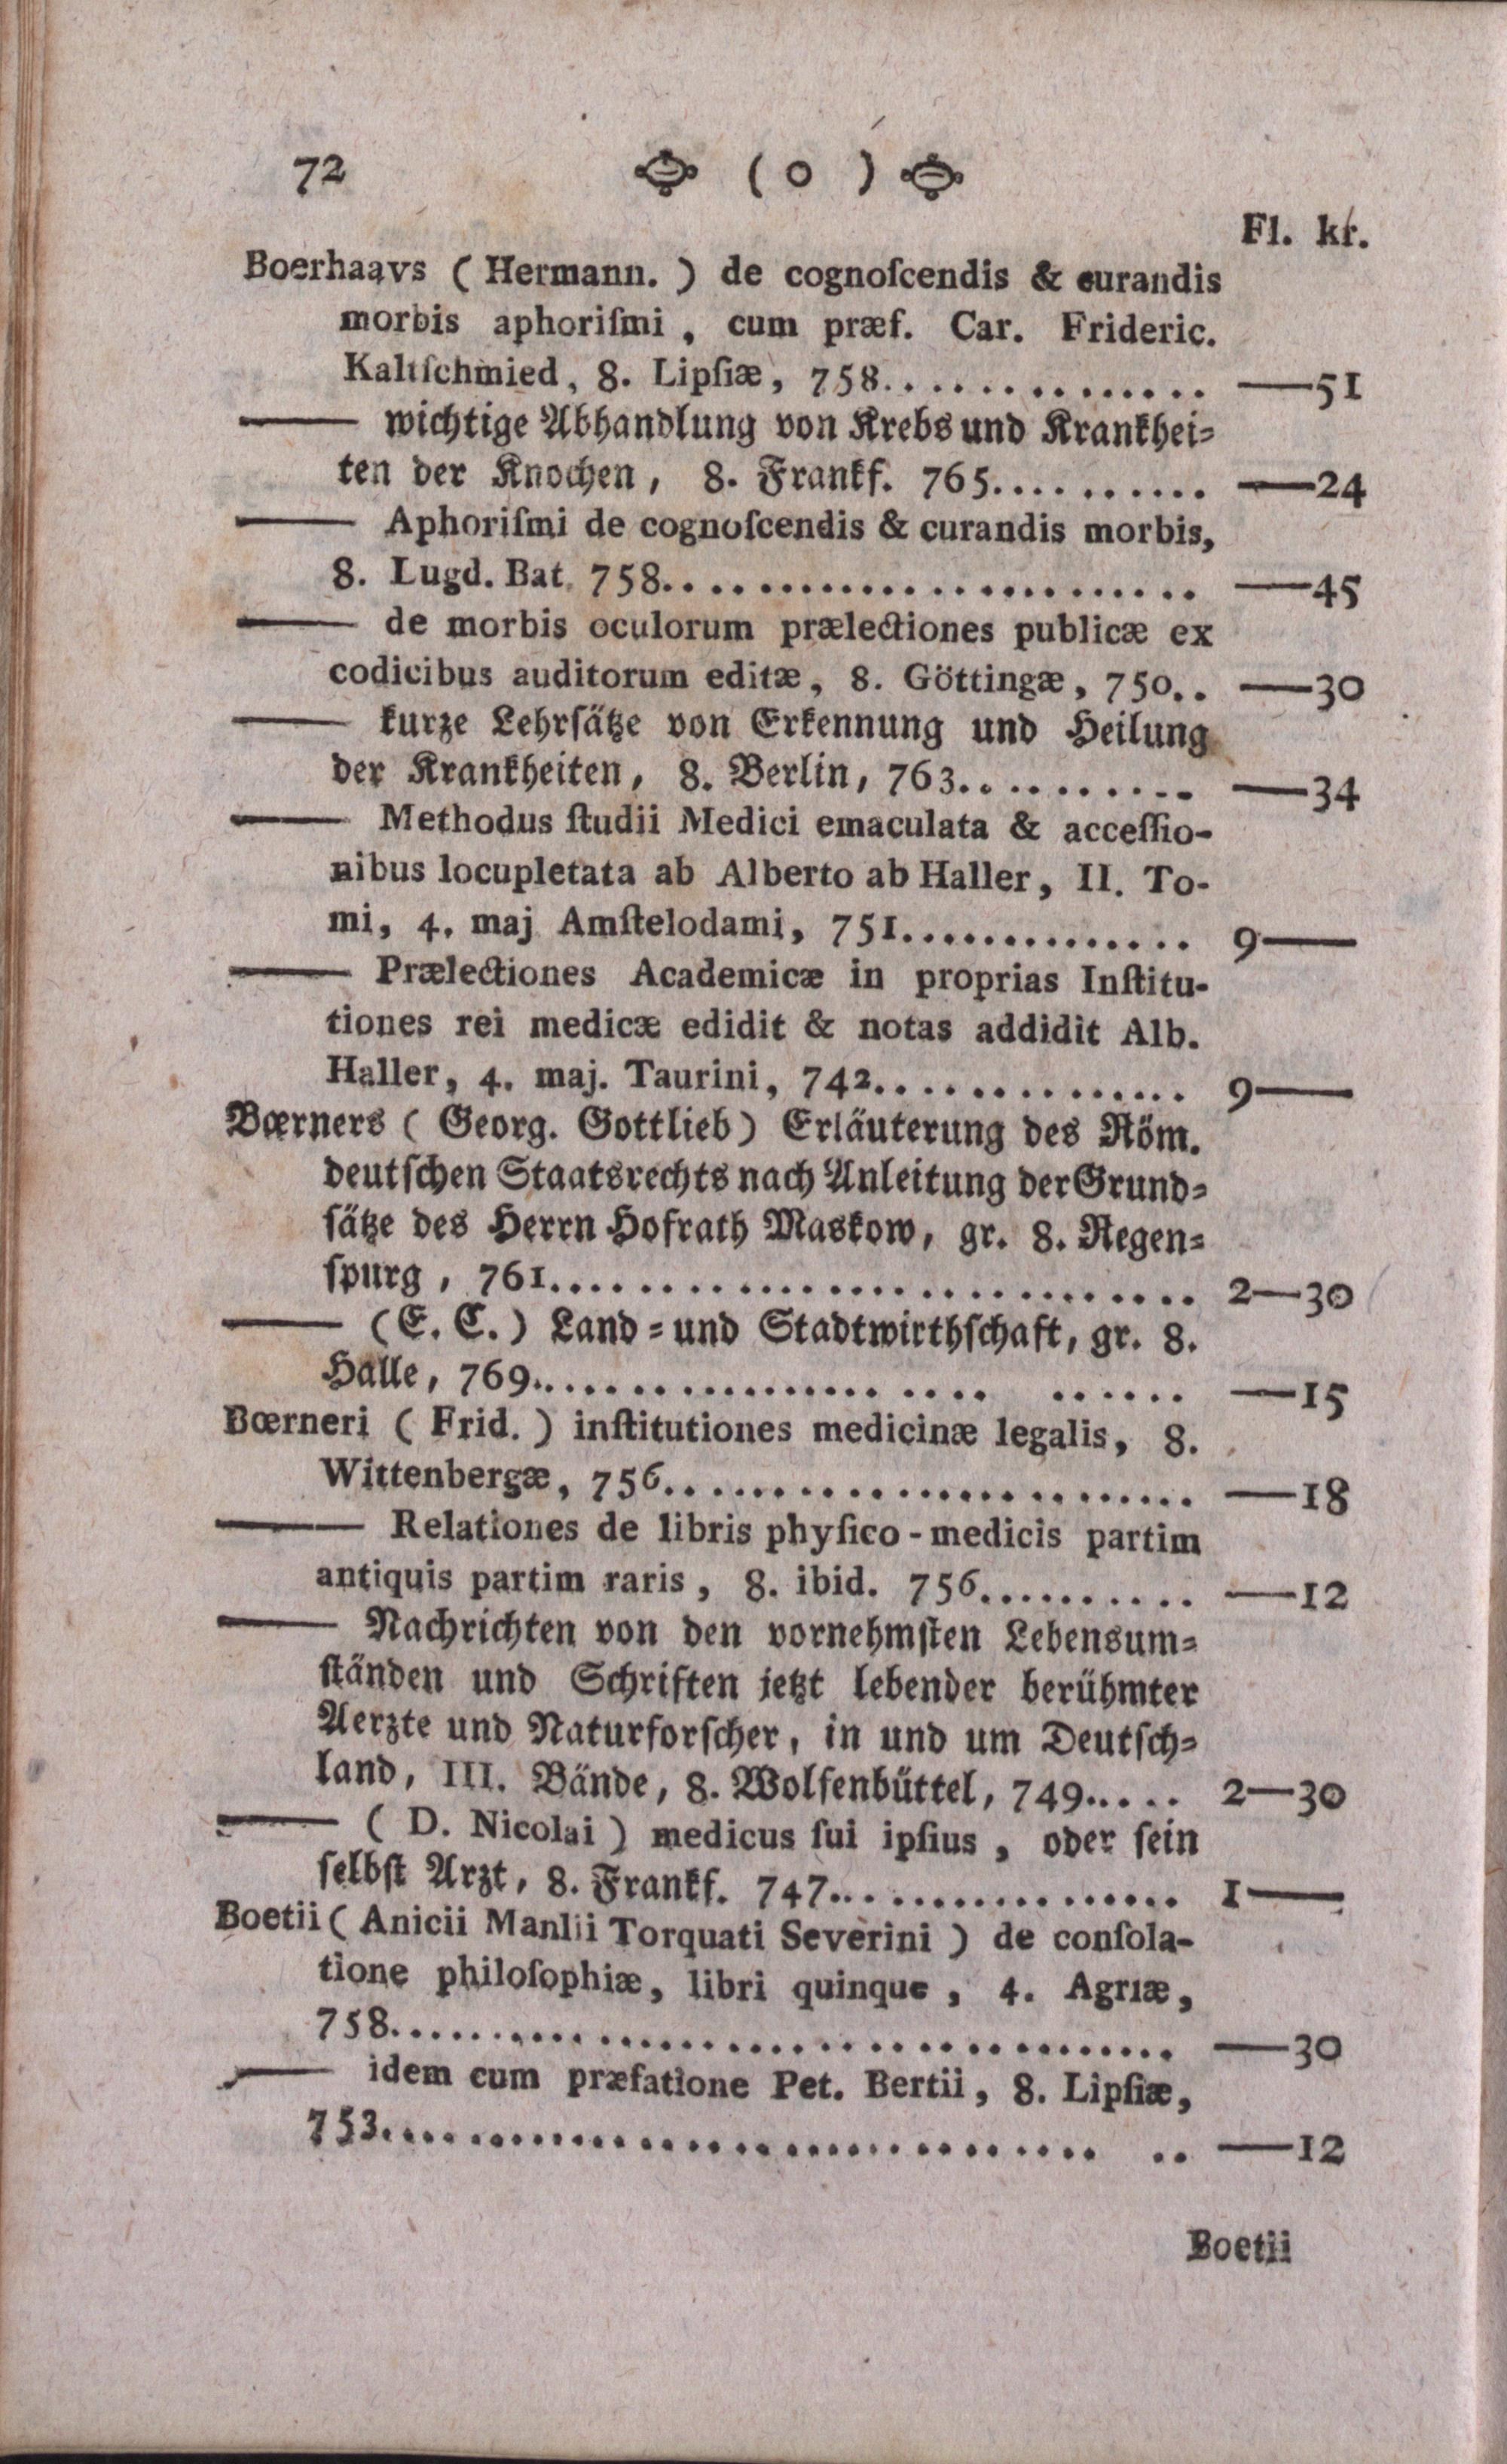 72 ( o )
Fl. kr.
Boerhaavs ( Hermann. ) de cognoſcendis & curandis
morbis aphoriſmi , cum præf. Car. Frideric.
Kaltſchmied, 8. Lipſiæ, 758.............. —51
—— wichtige Abhandlung von Krebs und Krankhei=
ten der Knochen, 8. Frankf. 765........... —24
—— Aphoriſmi de cognoſcendis & curandis morbis,
8. Lugd. Bat. 758........................ —45
—— de morbis oculorum prælectiones publicæ ex
codicibus auditorum editæ, 8. Göttingæ, 750.. —30
—— kurze Lehrſätze von Erkennung und Heilung
der Krankheiten, 8. Berlin, 763........... —34
—— Methodus ſtudii Medici emaculata & acceſſio-
nibus locupletata ab Alberto ab Haller, II. To-
mi, 4. maj Amſtelodami, 751.............. 9—
—— Prælectiones Academicæ in proprias Inſtitu-
tiones rei medicæ edidit & notas addidit Alb.
Haller, 4. maj. Taurini, 742.............. 9—
Bœrners ( Georg. Gottlieb) Erläuterung des Röm.
deutſchen Staatsrechts nach Anleitung der Grund=
ſätze des Herrn Hofrath Maskow, gr. 8. Regen=
ſpurg, 761.............................. 2—30
—— (E. C.) Land = und Stadtwirthſchaft, gr. 8.
Halle, 769..................... ...... —15
Bœrneri ( Frid. ) inſtitutiones medicinæ legalis, 8.
Wittenbergæ, 756......................... —18
—— Relationes de libris phyſico - medicis partim
antiquis partim raris, 8. ibid. 756.......... —12
—— Nachrichten von den vornehmſten Lebensum=
ſtänden und Schriften jetzt lebender berühmter
Aerzte und Naturforſcher, in und um Deutſch=
land, III. Bände, 8. Wolfenbüttel, 749..... 2—30
—— ( D. Nicolai ) medicus ſui ipſius , oder ſein
ſelbſt Arzt, 8. Frankf. 747................ 1—
Boetii ( Anicii Manlii Torquati Severini ) de conſola-
tione philoſophiæ, libri quinque , 4. Agriæ,
758..................................... —30
—— idem cum præfatione Pet. Bertii, 8. Lipſiæ,
753................................. .. —12
Boetii